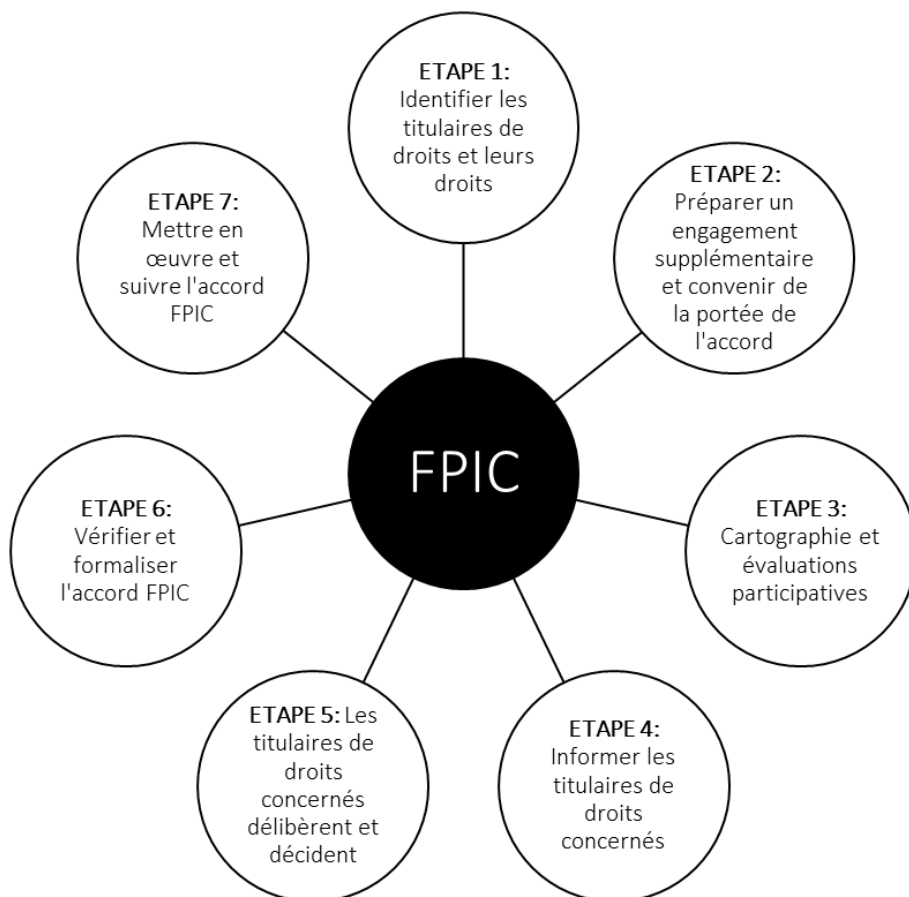 ETAPE 1:
Identifier les
titulaires de
droits et leurs
droits
ETAPE 2:
Préparer un
engagement
supplémentaire
et convenir de
la portée de
l'accord
ETAPE 3:
Cartographie et
évaluations
participatives
ETAPE 4:
Informer les
titulaires de
droits
concernés
ETAPE 5: Les
titulaires de
droits
concernés
délibèrent et
décident
ETAPE 6:
Vérifier et
formaliser
l'accord FPIC
ETAPE 7:
Mettre en
œuvre et
suivre l'accord
FPIC
FPIC